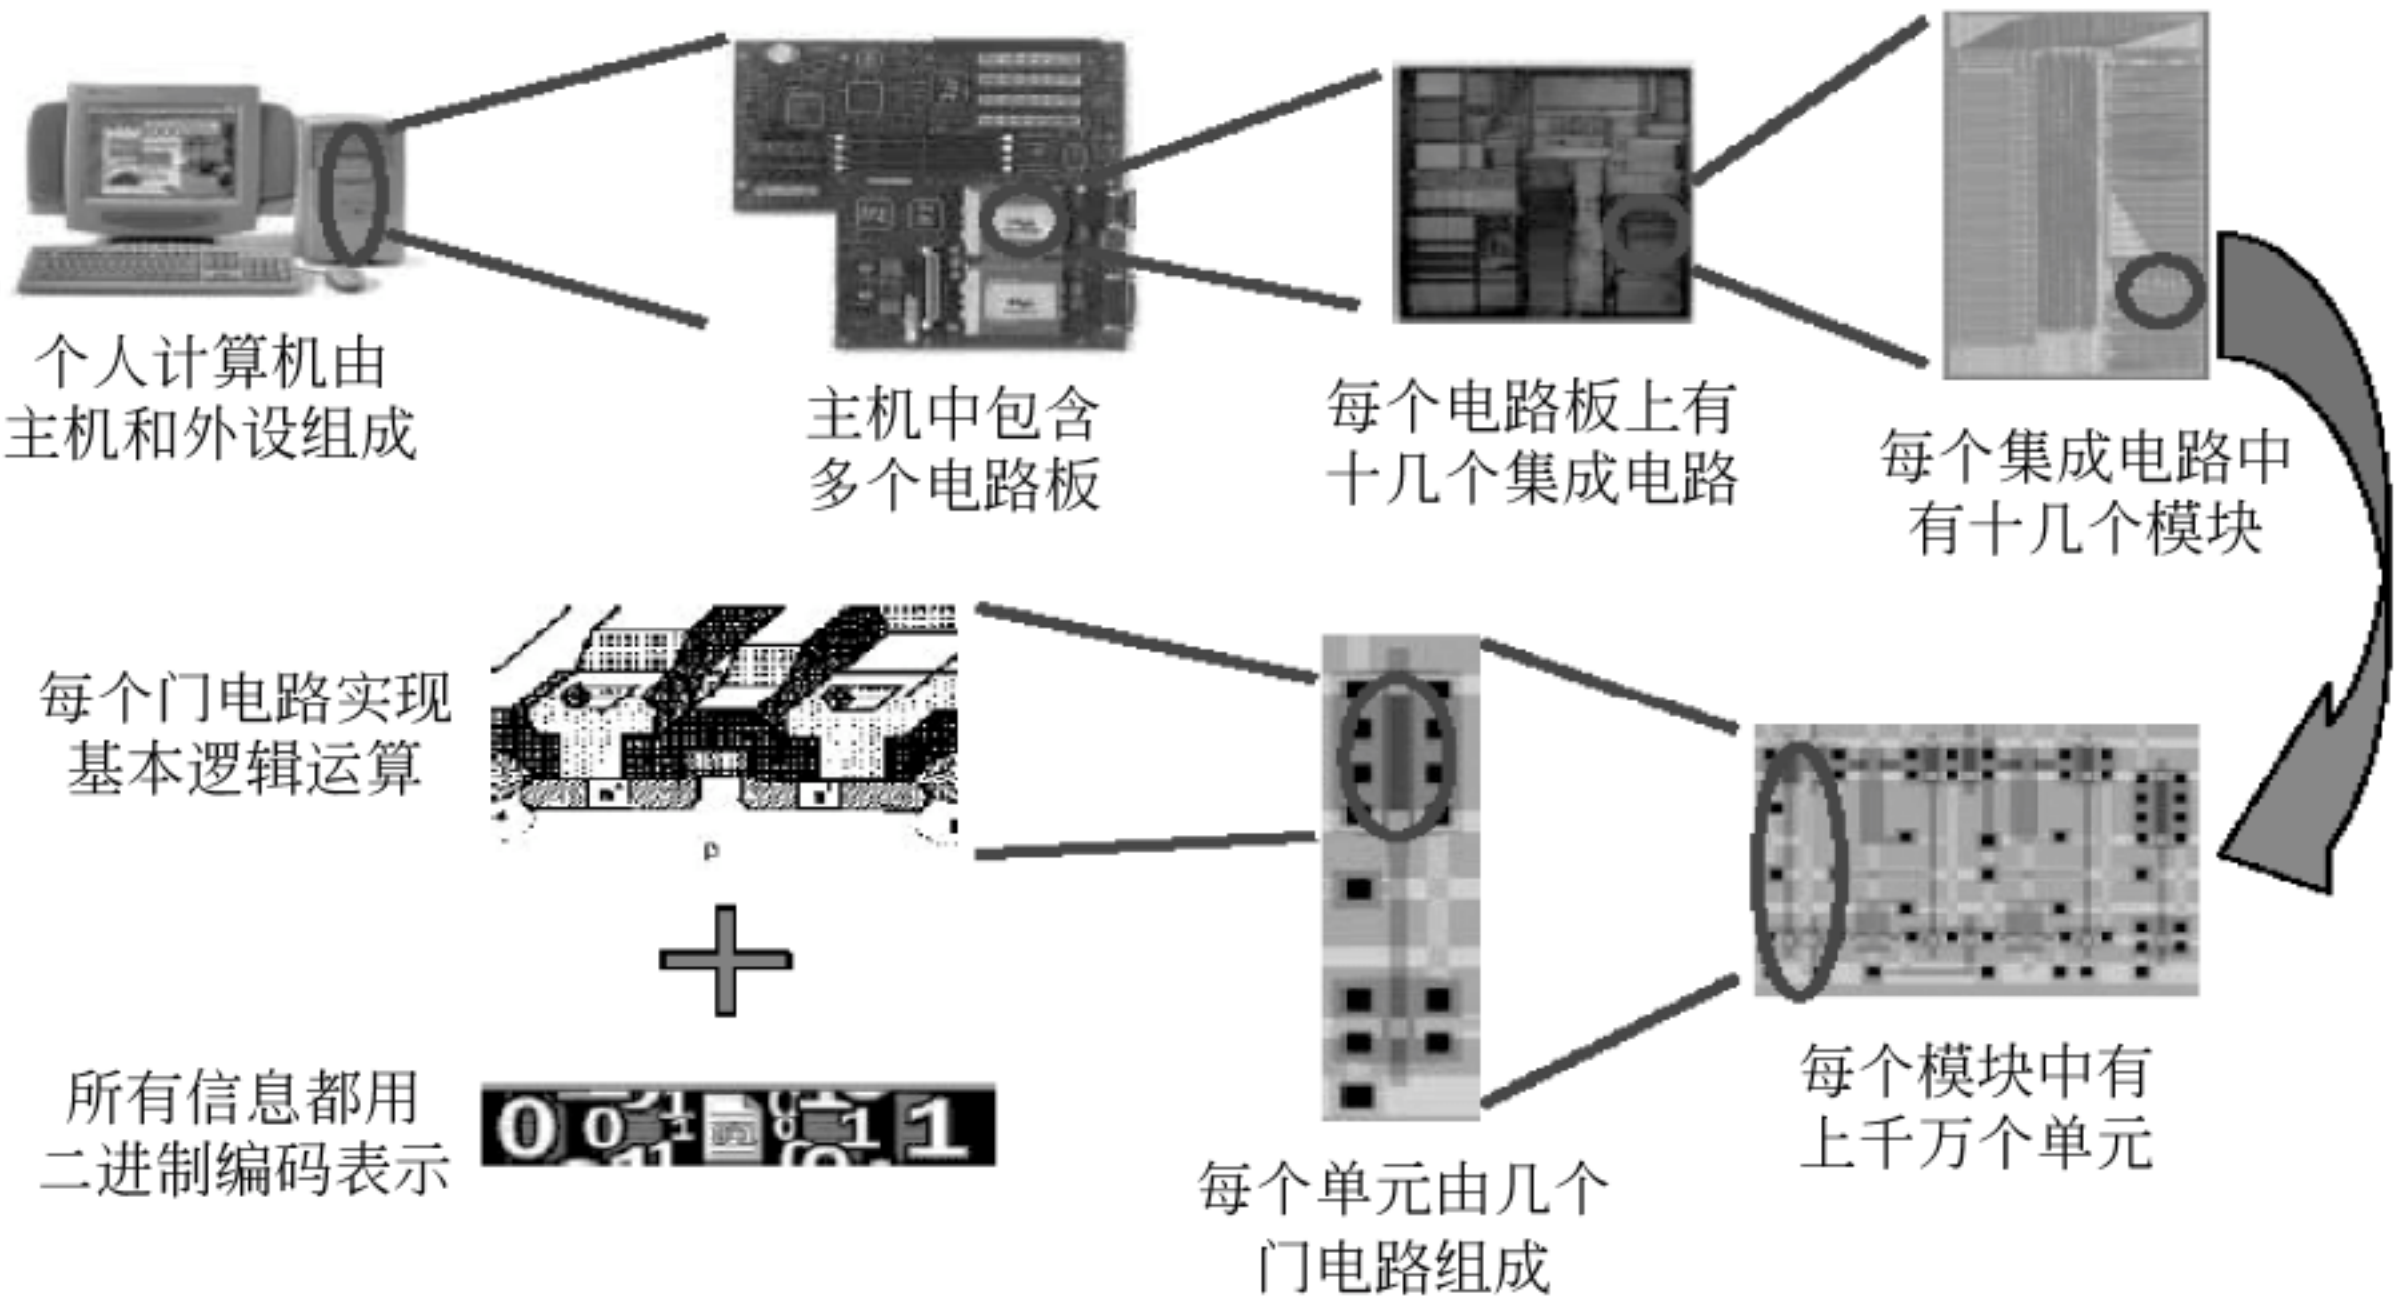 个人计算机由
主机和外设组成
主机中包含
多个电路板
每个电路板上有
十几个集成电路
每个集成电路中
有十几个模块
每个模块中有
上千万个单元
每个单元由几个
门电路组成
每个门电路实现
基本逻辑运算
p
所有信息都用
二进制编码表示
0 0 1 1 1